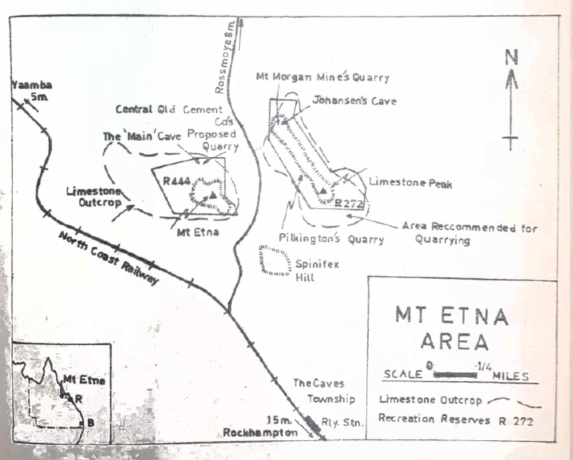 Rossmoya 8m.
N
Yaamba
5m.
Mt Morgan Mine's Quarry
Johansen's Cave
Central Qld Cement
Co's
The 'Main' Cave Proposed
Quarry
R444
Limestone
Outcrop
Mt Etna
Limestone Peak
R272
Pilkington's Quarry
Area Reccommended for
Quarrying
North Coast Railway
Spinifex
Hill
MT ETNA
AREA
SCALE 0 1/4 MILES
Limestone Outcrop
Recreation Reserves R 272
Mt Etna
R
B
The Caves
Township
Rly. Stn.
15m.
Rockhampton